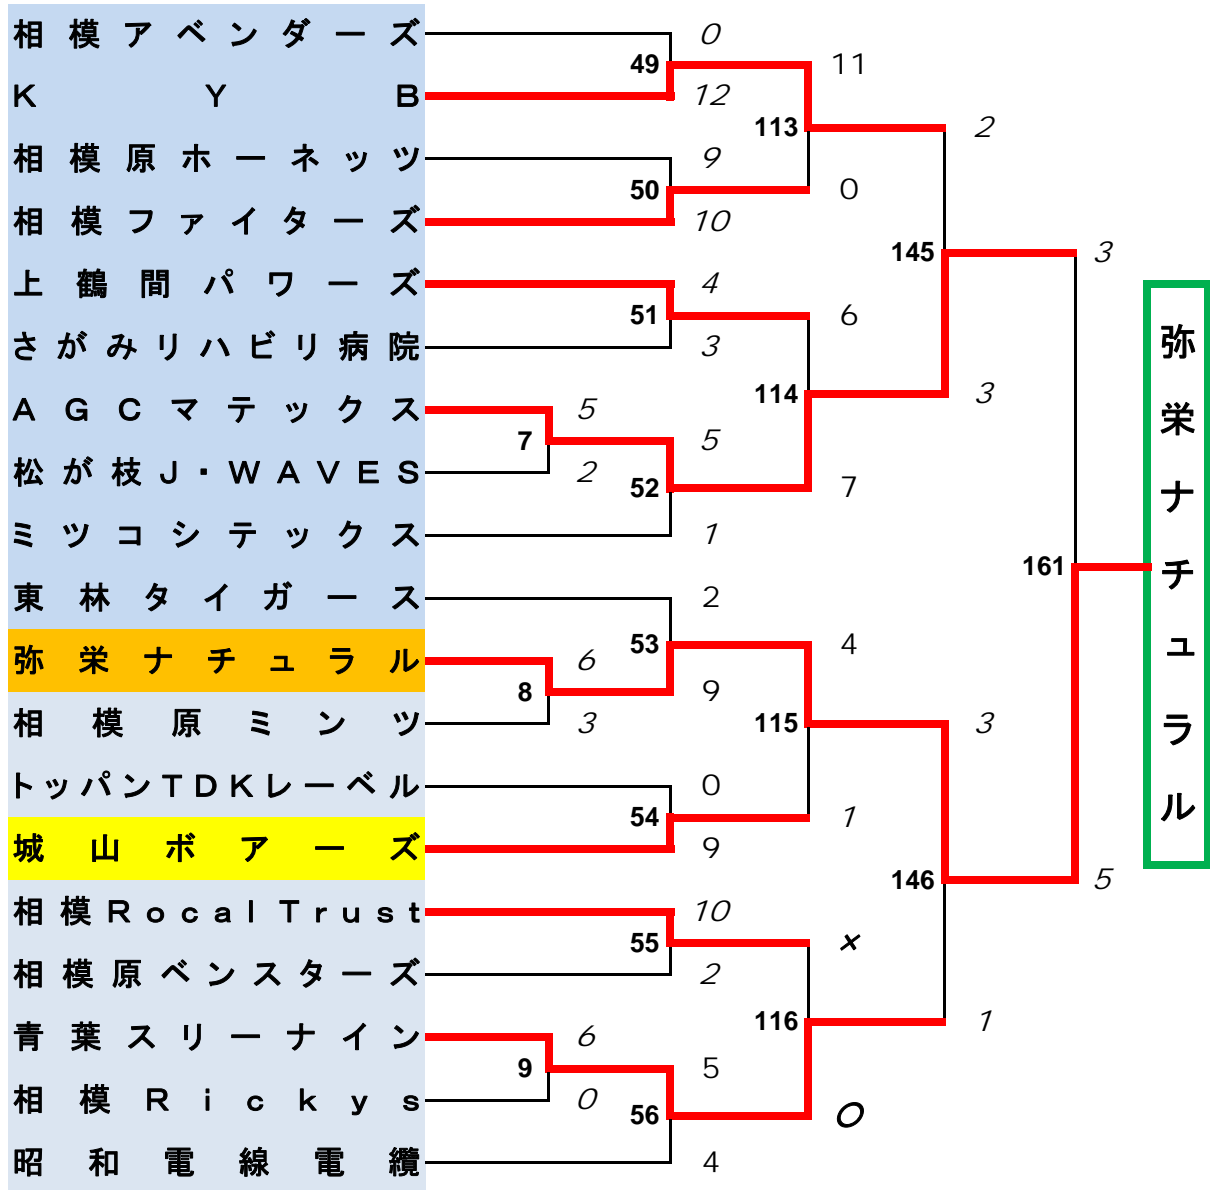 相模アベンダーズ 0
49 11
KYB 12
113 2
相模原ホーネッツ 9
50 0
相模ファイターズ 10
145 3
上鶴間パワーズ 4
51 6
さがみリハビリ病院 3
114 3
AGCマテックス 5
7 5
松が枝J・WAVES 2
52 7
ミツコシテックス 1
161
東林タイガース 2
53 4
弥栄ナチュラル 6
8 9
相模原ミンツ 3
115 3
トッパンTDKレーベル 0
54 1
城山ボアーズ 9
146 5
相模RocalTrust 10
55 ×
相模原ベンスターズ 2
116 1
青葉スリーナイン 6
9 5
相模Rickys 0
56 ○
昭和電線電纜 4
弥栄ナチュラル